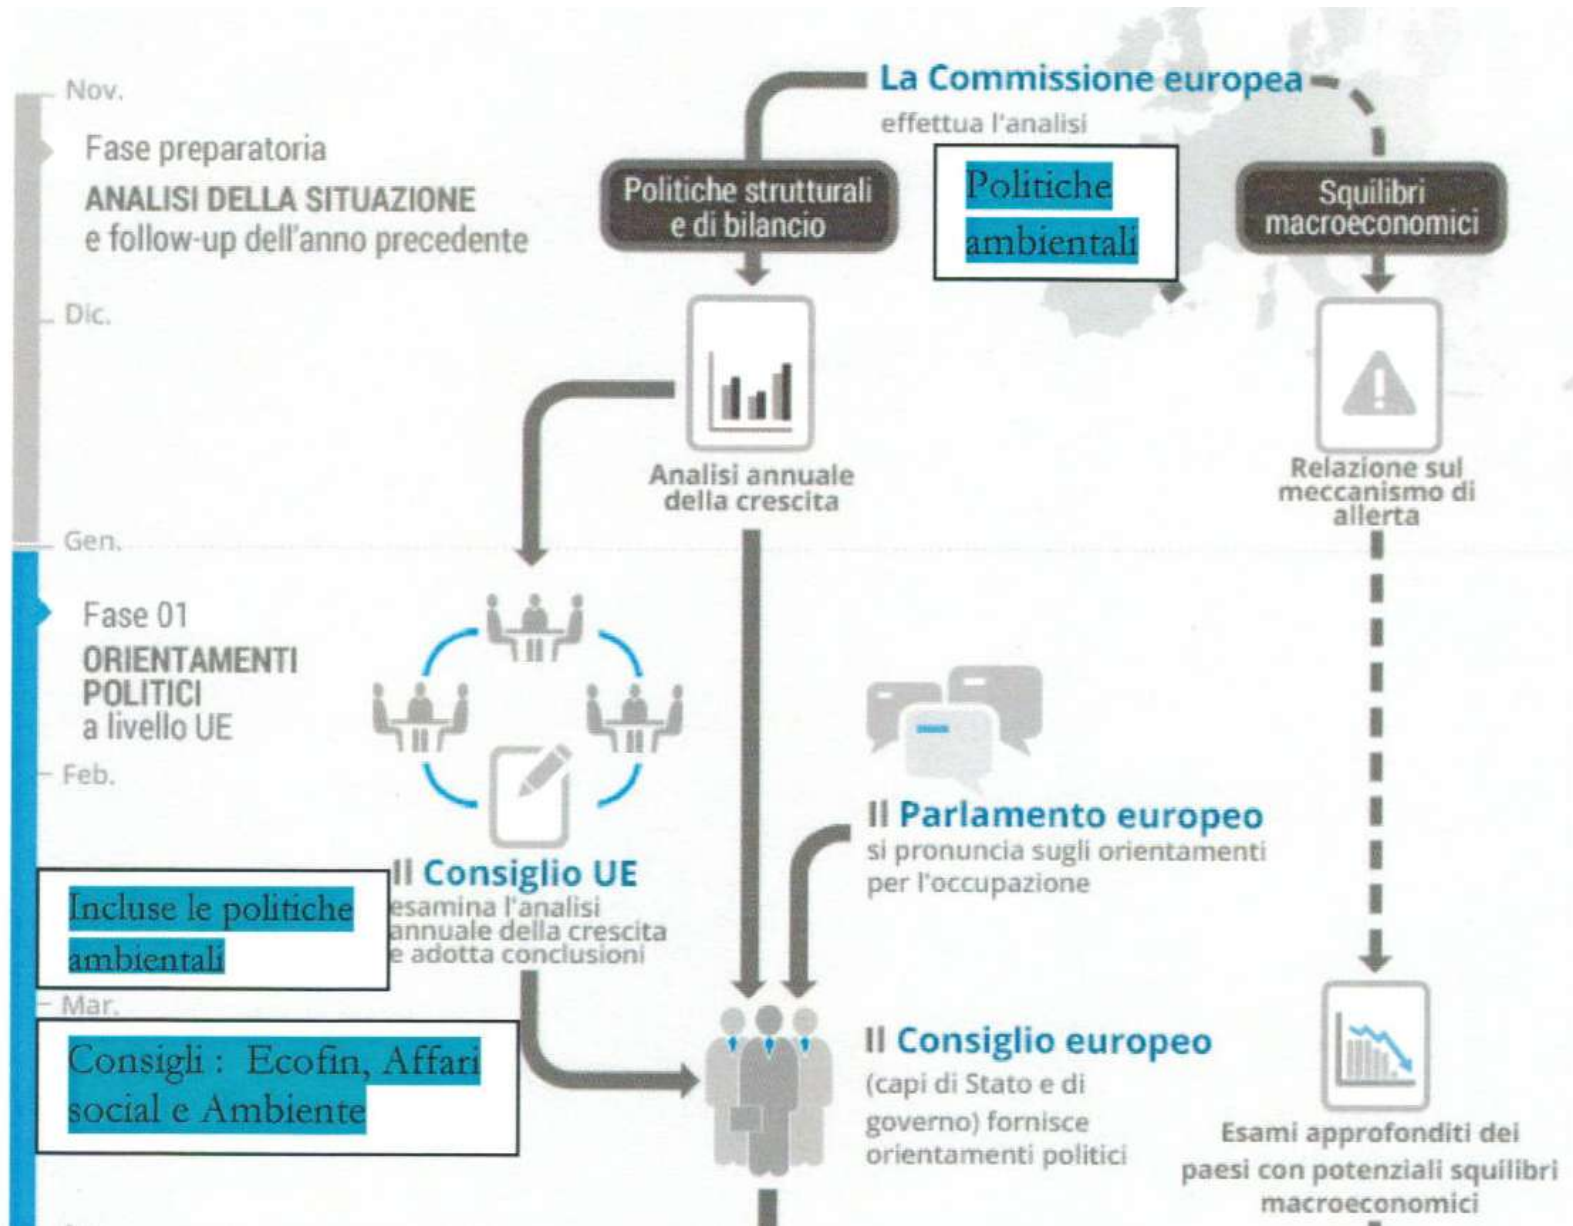 Nov.
Fase preparatoria
ANALISI DELLA SITUAZIONE
e follow-up dell'anno precedente
La Commissione europea
effettua l'analisi
Politiche strutturali
e di bilancio
Politiche
ambientali
Squilibri
macroeconomici
Dic.
Analisi annuale
della crescita
Relazione sul
meccanismo di
allerta
Gen.
Fase 01
ORIENTAMENTI
POLITICI
a livello UE
Feb.
Il Parlamento europeo
si pronuncia sugli orientamenti
per l'occupazione
Il Consiglio UE
esamina l'analisi
annuale della crescita
e adotta conclusioni
Incluse le politiche
ambientali
Mar.
Consigli : Ecofin, Affari
social e Ambiente
Il Consiglio europeo
(capi di Stato e di
governo) fornisce
orientamenti politici
Esami approfonditi dei
paesi con potenziali squilibri
macroeconomici